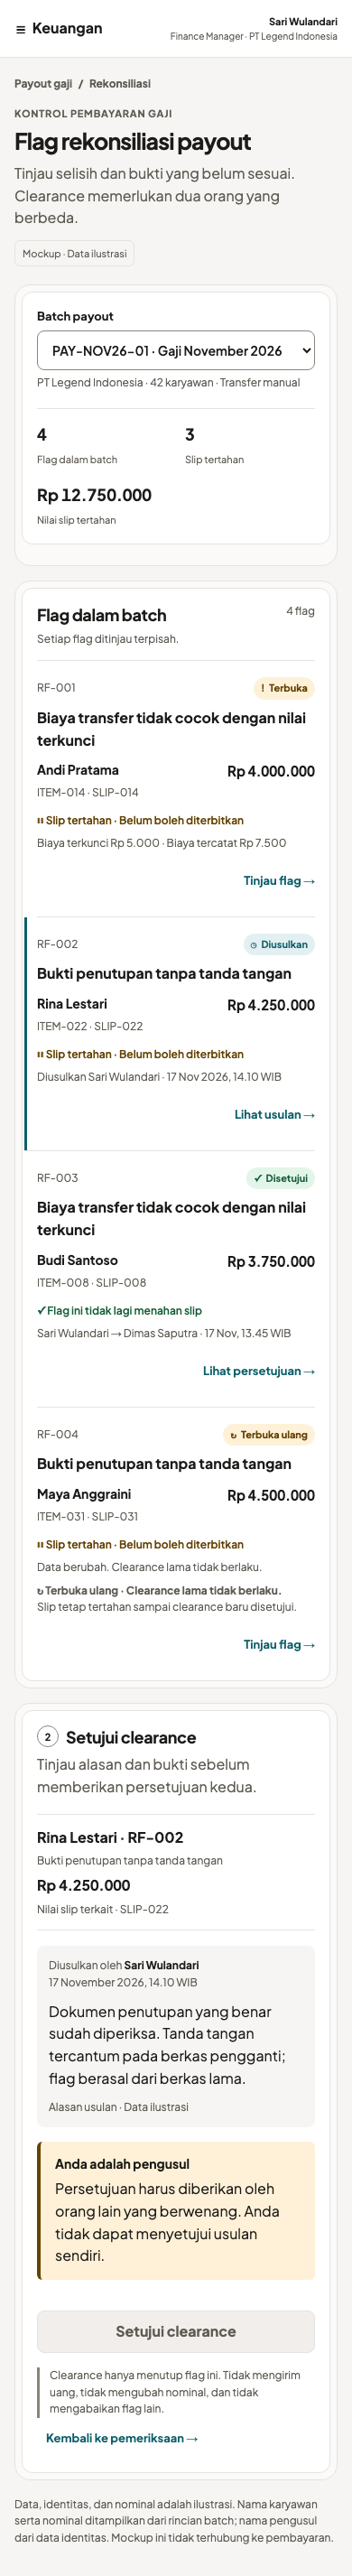 ≡ Keuangan
Sari Wulandari
Finance Manager · PT Legend Indonesia
Payout gaji / Rekonsiliasi
KONTROL PEMBAYARAN GAJI
Flag rekonsiliasi payout
Tinjau selisih dan bukti yang belum sesuai.
Clearance memerlukan dua orang yang
berbeda.
Mockup · Data ilustrasi
Batch payout
PAY-NOV26-01 · Gaji November 2026
PT Legend Indonesia · 42 karyawan · Transfer manual
4
Flag dalam batch
3
Slip tertahan
Rp 12.750.000
Nilai slip tertahan
Flag dalam batch
4 flag
Setiap flag ditinjau terpisah.
RF-001
! Terbuka
Biaya transfer tidak cocok dengan nilai
terkunci
Andi Pratama
Rp 4.000.000
ITEM-014 · SLIP-014
Slip tertahan · Belum boleh diterbitkan
Biaya terkunci Rp 5.000 · Biaya tercatat Rp 7.500
Tinjau flag →
RF-002
Diusulkan
Bukti penutupan tanpa tanda tangan
Rina Lestari
Rp 4.250.000
ITEM-022 · SLIP-022
Slip tertahan · Belum boleh diterbitkan
Diusulkan Sari Wulandari · 17 Nov 2026, 14.10 WIB
Lihat usulan →
RF-003
✓ Disetujui
Biaya transfer tidak cocok dengan nilai
terkunci
Budi Santoso
Rp 3.750.000
ITEM-008 · SLIP-008
✓Flag ini tidak lagi menahan slip
Sari Wulandari → Dimas Saputra · 17 Nov, 13.45 WIB
Lihat persetujuan →
RF-004
↻ Terbuka ulang
Bukti penutupan tanpa tanda tangan
Maya Anggraini
Rp 4.500.000
ITEM-031 · SLIP-031
Slip tertahan · Belum boleh diterbitkan
Data berubah. Clearance lama tidak berlaku.
↻ Terbuka ulang · Clearance lama tidak berlaku.
Slip tetap tertahan sampai clearance baru disetujui.
Tinjau flag →
2 Setujui clearance
Tinjau alasan dan bukti sebelum
memberikan persetujuan kedua.
Rina Lestari · RF-002
Bukti penutupan tanpa tanda tangan
Rp 4.250.000
Nilai slip terkait · SLIP-022
Diusulkan oleh Sari Wulandari
17 November 2026, 14.10 WIB
Dokumen penutupan yang benar
sudah diperiksa. Tanda tangan
tercantum pada berkas pengganti;
flag berasal dari berkas lama.
Alasan usulan · Data ilustrasi
Anda adalah pengusul
Persetujuan harus diberikan oleh
orang lain yang berwenang. Anda
tidak dapat menyetujui usulan
sendiri.
Setujui clearance
Clearance hanya menutup flag ini. Tidak mengirim
uang, tidak mengubah nominal, dan tidak
mengabaikan flag lain.
Kembali ke pemeriksaan →
Data, identitas, dan nominal adalah ilustrasi. Nama karyawan
serta nominal ditampilkan dari rincian batch; nama pengusul
dari data identitas. Mockup ini tidak terhubung ke pembayaran.